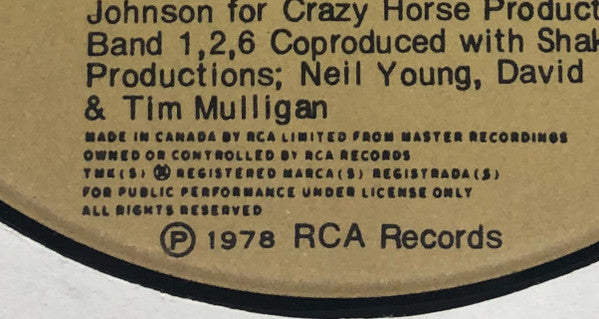 Johnson for Crazy Horse Product
Band 1,2,6 Coproduced with Shak
Productions; Neil Young, David
& Tim Mulligan
MADE IN CANADA BY RCA LIMITED FROM MASTER RECORDINGS
OWNED OR CONTROLLED BY RCA RECORDS
TMK(S) ® REGISTERED MARCA(S) REGISTRADA(S)
FOR PUBLIC PERFORMANCE UNDER LICENSE ONLY
ALL RIGHTS RESERVED
℗ 1978 RCA Records